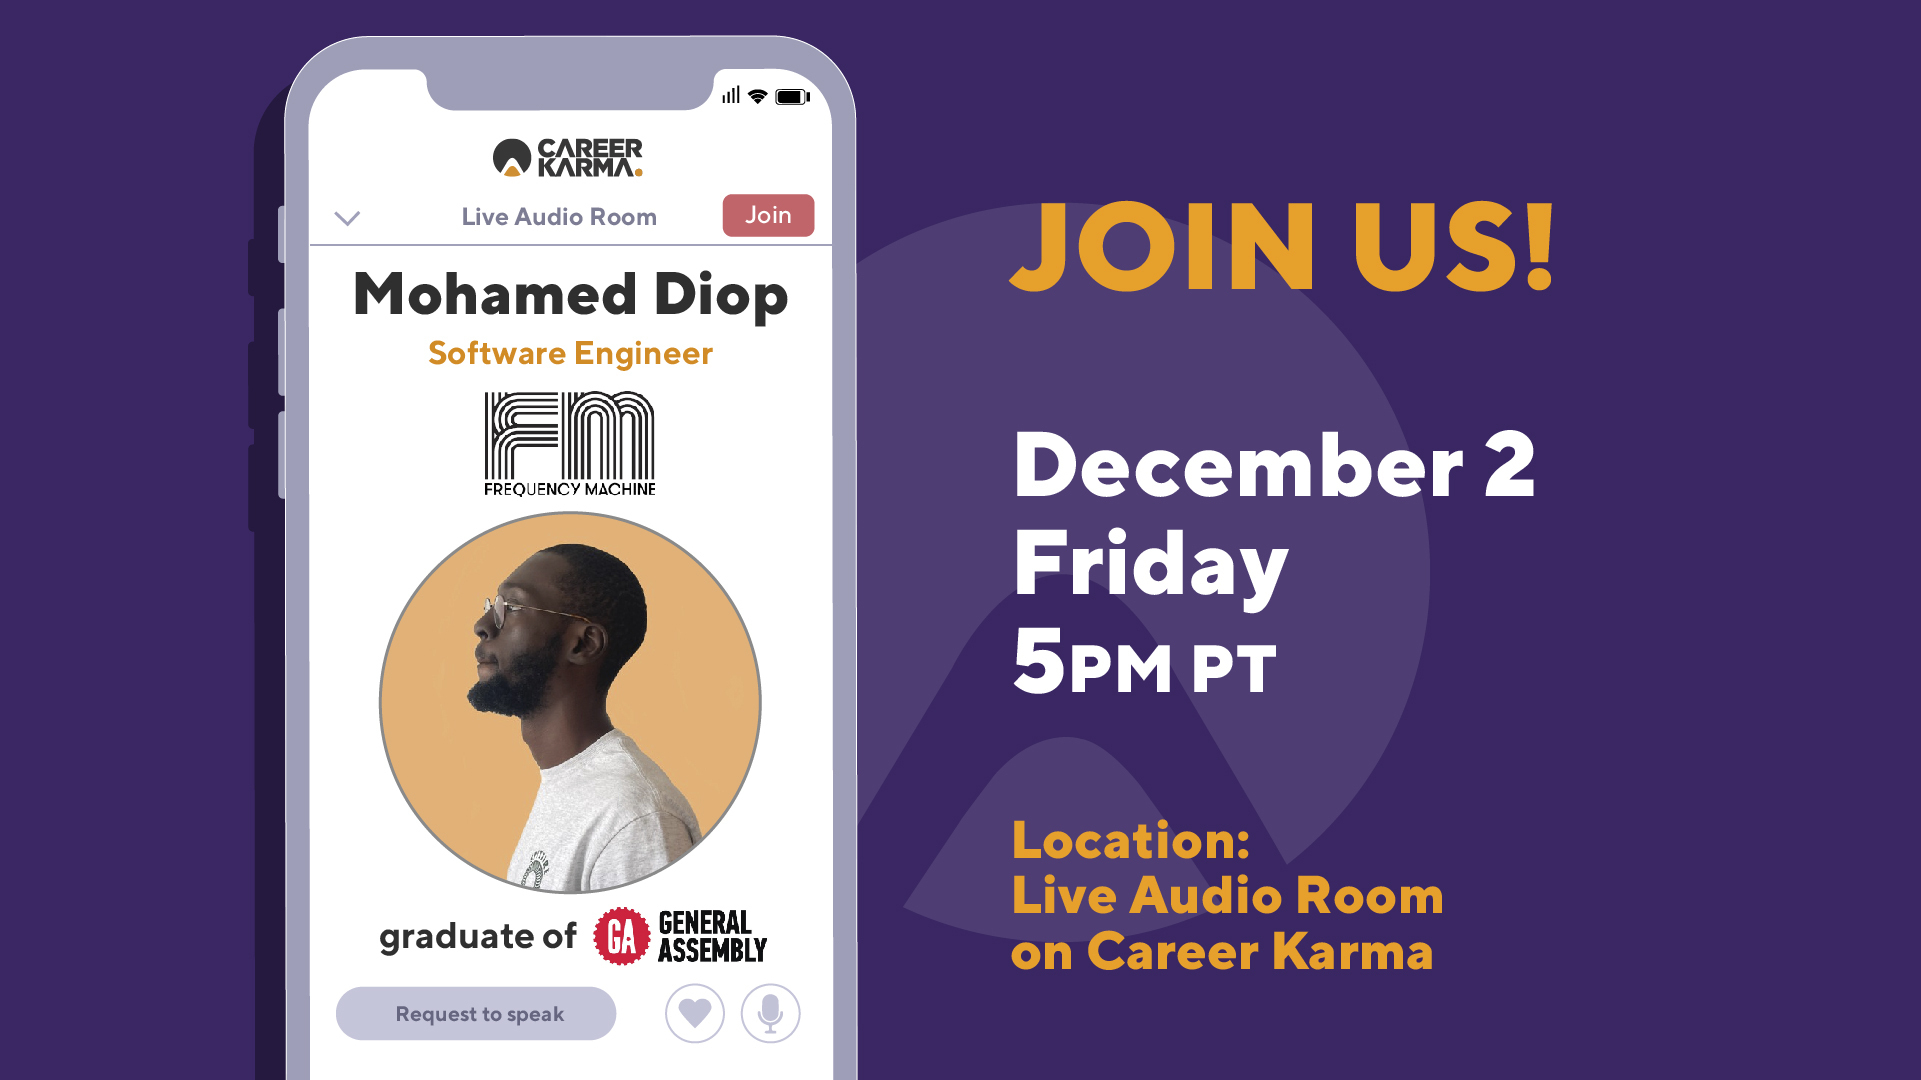 CAREER
KARMA.
Live Audio Room
Join
Mohamed Diop
Software Engineer
FM
FREQUENCY MACHINE
graduate of
GA
GENERAL
ASSEMBLY
Request to speak
JOIN US!
December 2
Friday
5PM PT
Location:
Live Audio Room
on Career Karma